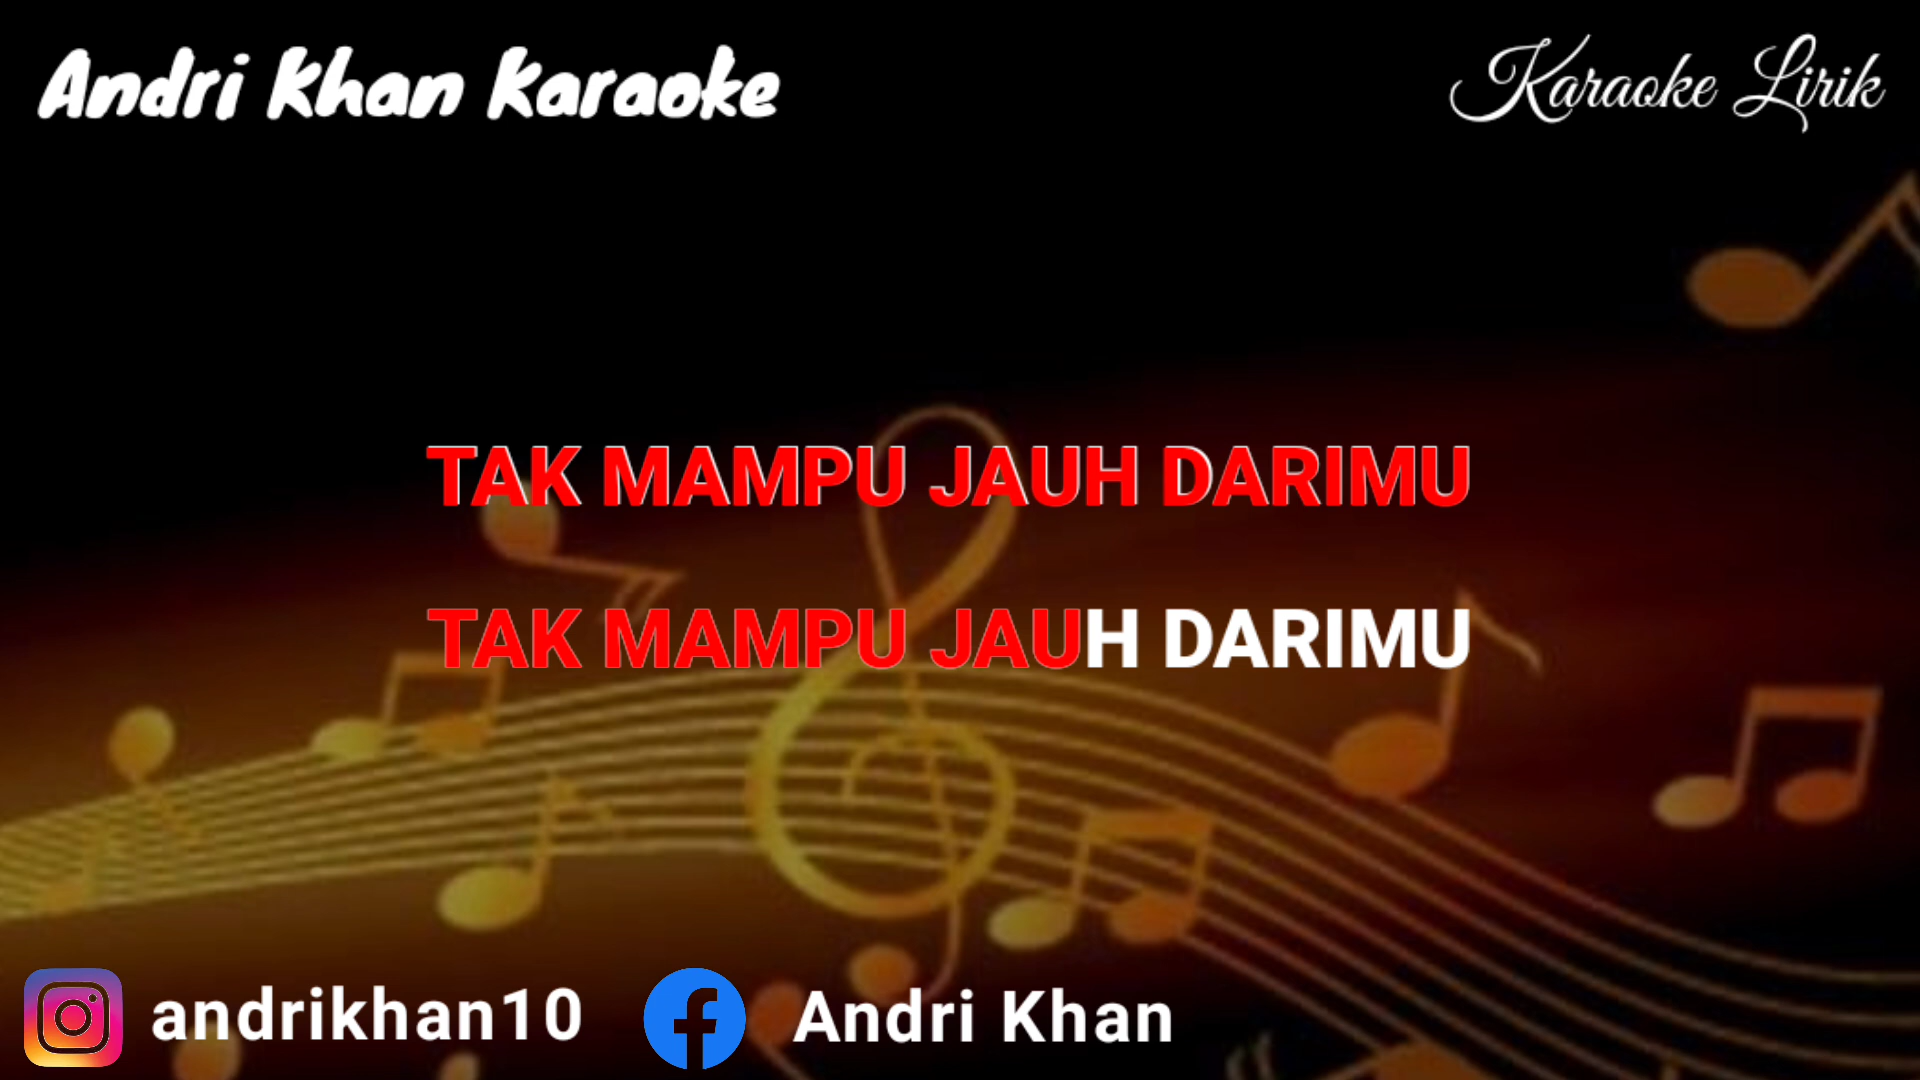 Andri Khan Karaoke
Karaoke Lirik
TAK MAMPU JAUH DARIMU
TAK MAMPU JAUH DARIMU
andrikhan10
Andri Khan